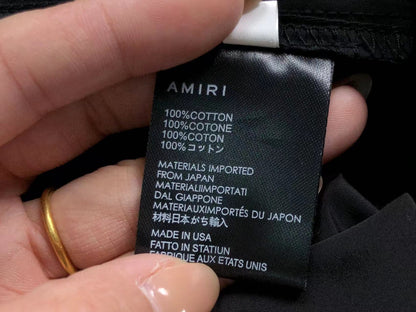 AMIRI
100%COTTON
100%COTONE
100%COTON
100%コットン
MATERIALS IMPORTED
FROM JAPAN
MATERIALIIMPORTATI
DAL GIAPPONE
MATERIAUXIMPORTÉS DU JAPON
材料日本がち輸入
MADE IN USA
FATTO IN STATIUN
FABRIQUE AUX ETATS UNIS